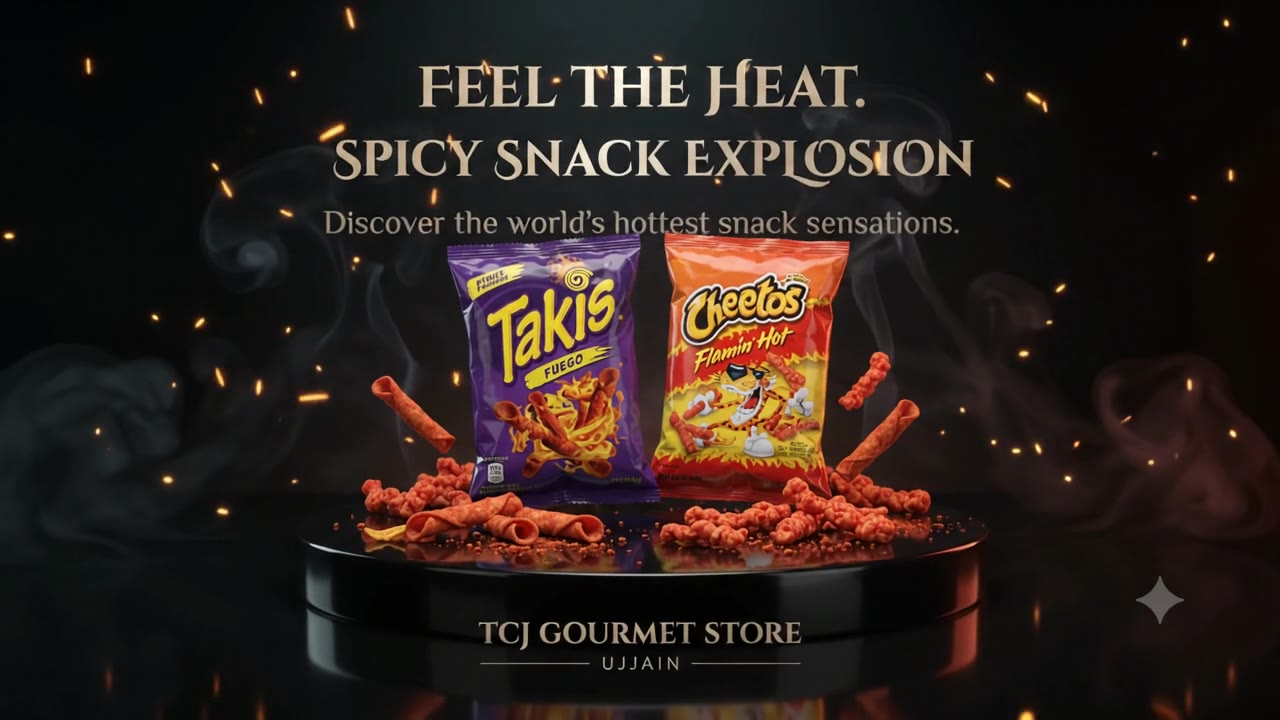 FEEL THE HEAT.
SPICY SNACK EXPLOSION
Discover the world's hottest snack sensations.
Takis
FUEGO
Cheetos
Flamin' Hot
TCJ GOURMET STORE
UJJAIN